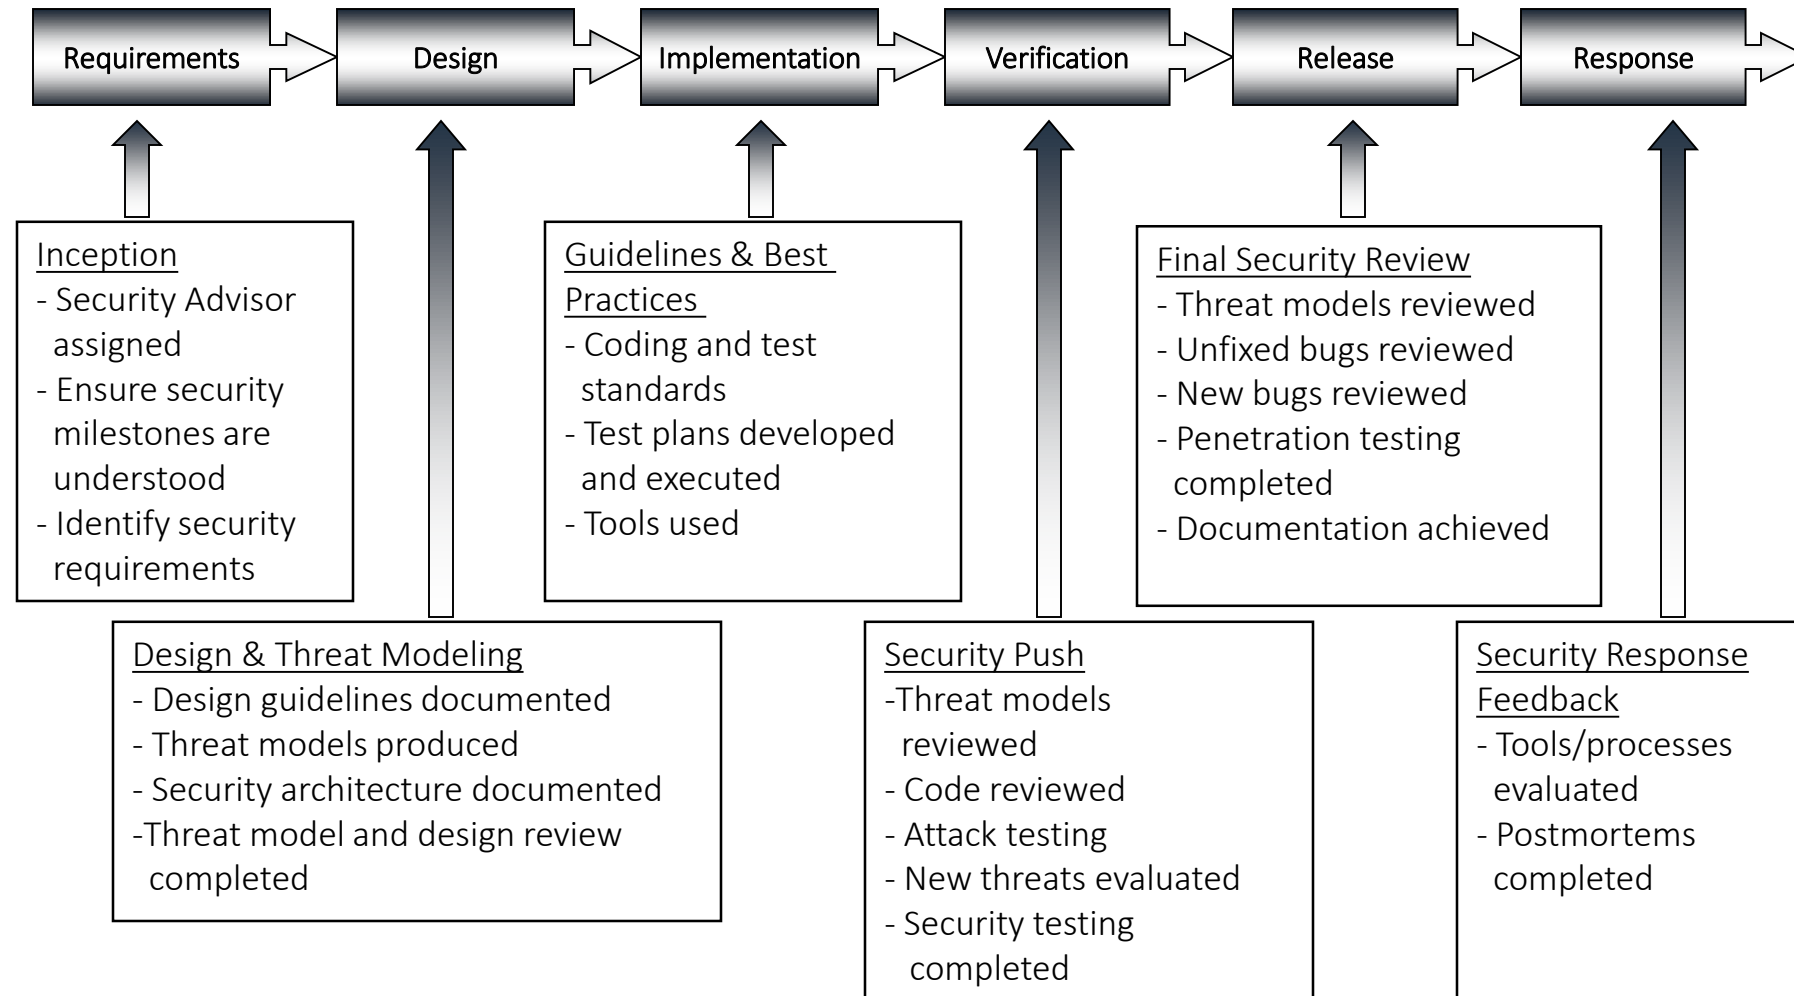 Requirements
Design
Implementation
Verification
Release
Response
Inception
- Security Advisor
assigned
- Ensure security
milestones are
understood
- Identify security
requirements
Guidelines & Best
Practices
- Coding and test
standards
- Test plans developed
and executed
- Tools used
Final Security Review
- Threat models reviewed
- Unfixed bugs reviewed
- New bugs reviewed
- Penetration testing
completed
- Documentation achieved
Design & Threat Modeling
- Design guidelines documented
- Threat models produced
- Security architecture documented
-Threat model and design review
completed
Security Push
-Threat models
reviewed
- Code reviewed
- Attack testing
- New threats evaluated
- Security testing
completed
Security Response
Feedback
- Tools/processes
evaluated
- Postmortems
completed